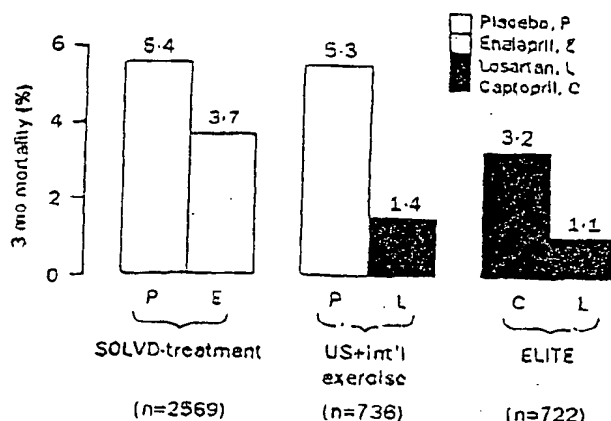 Placebo, P
Enalapril, E
Losartan, L
Captopril, C
3 mo mortality (%)
6
4
2
0
5·4
3·7
5·3
1·4
3·2
1·1
P E
P L
C L
SOLVD-treatment
US+int'l
exercise
ELITE
(n=2569)
(n=736)
(n=722)